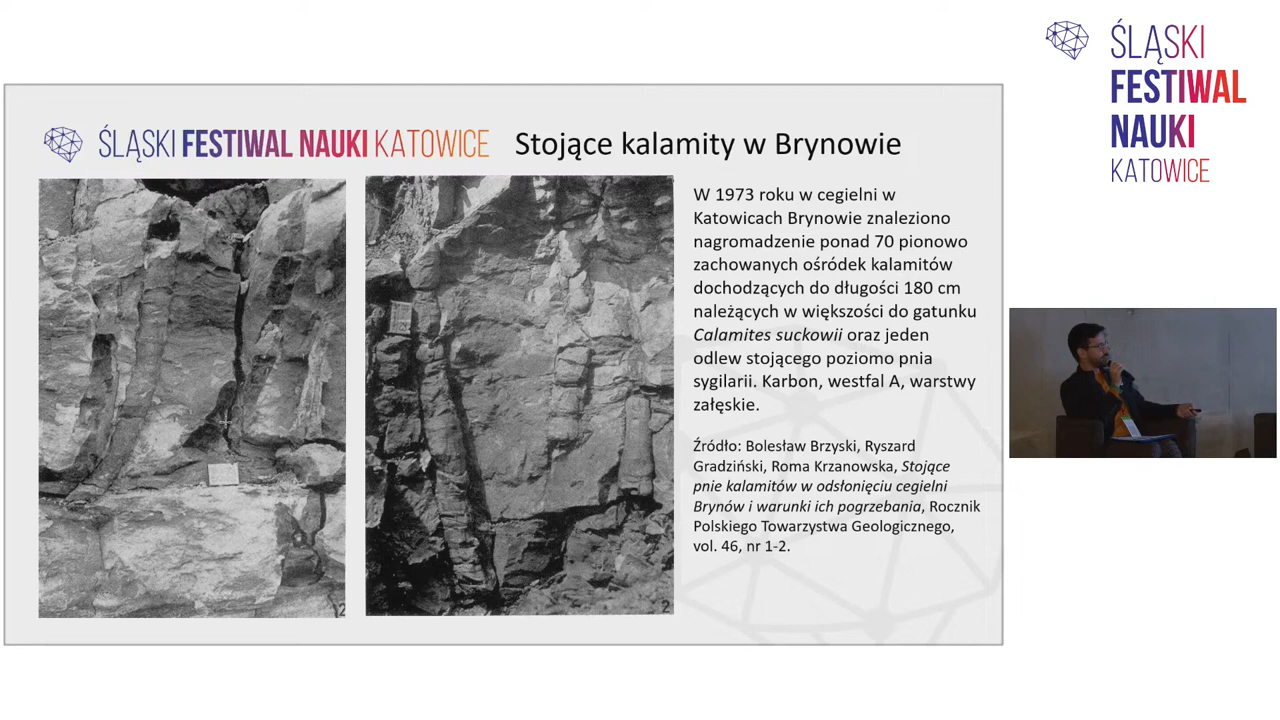 ŚLĄSKI
FESTIWAL
NAUKI
KATOWICE
ŚLĄSKI FESTIWAL NAUKI KATOWICE
Stojące kalamity w Brynowie
W 1973 roku w cegielni w
Katowicach Brynowie znaleziono
nagromadzenie ponad 70 pionowo
zachowanych ośródek kalamitów
dochodzących do długości 180 cm
należących w większości do gatunku
Calamites suckowii oraz jeden
odlew stojącego poziomo pnia
sygilarii. Karbon, westfal A, warstwy
załęskie.
Źródło: Bolesław Brzyski, Ryszard
Gradziński, Roma Krzanowska, Stojące
pnie kalamitów w odsłonięciu cegielni
Brynów i warunki ich pogrzebania, Rocznik
Polskiego Towarzystwa Geologicznego,
vol. 46, nr 1-2.
2
2